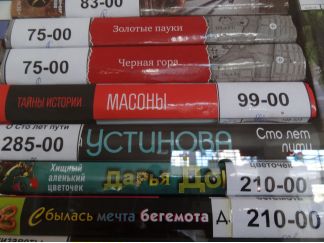 83-00
Золотые пауки
75-00
Черная гора
75-00
ТАЙНЫ ИСТОРИИ
МАСОНЫ
99-00
О сто лет пути
УСТИНОВА
Сто лет
пути
285-00
Хищный
аленький
цветочек
Дарья До
цветочек
210-00
Сбылась мечта бегемота
Д
210-00